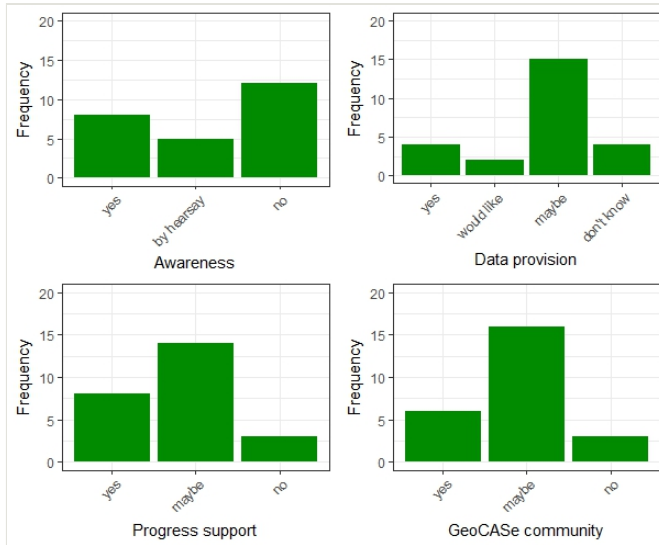 20
15
10
5
0
Frequency
yes
by hearsay
no
Awareness
20
15
10
5
0
Frequency
yes
would like
maybe
don't know
Data provision
20
15
10
5
0
Frequency
yes
maybe
no
Progress support
20
15
10
5
0
Frequency
yes
maybe
no
GeoCASe community